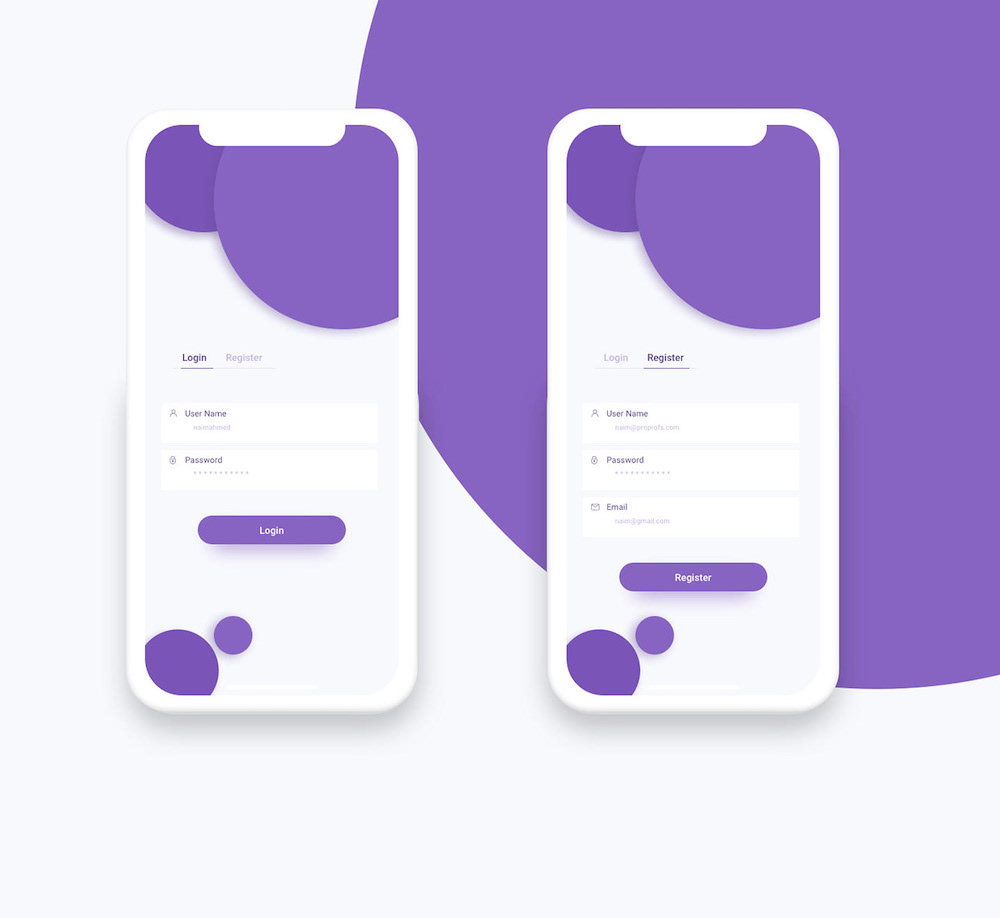 Login Register
User Name
naimahmed
Password
***********
Login
Login Register
User Name
naim@proprofs.com
Password
***********
Email
naim@gmail.com
Register